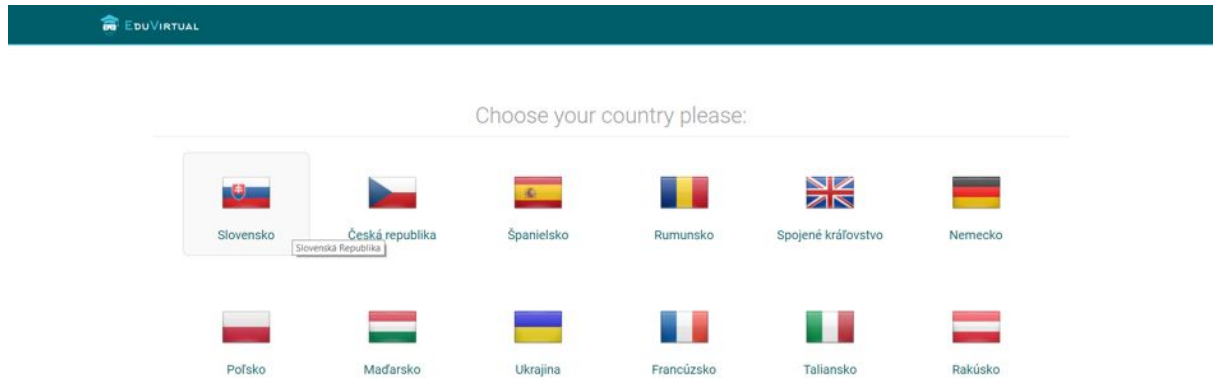 EDUVIRTUAL
Choose your country please:
Slovensko Česká republika Španielsko Rumunsko Spojené kráľovstvo Nemecko
Slovenská Republika
Poľsko Maďarsko Ukrajina Francúzsko Taliansko Rakúsko